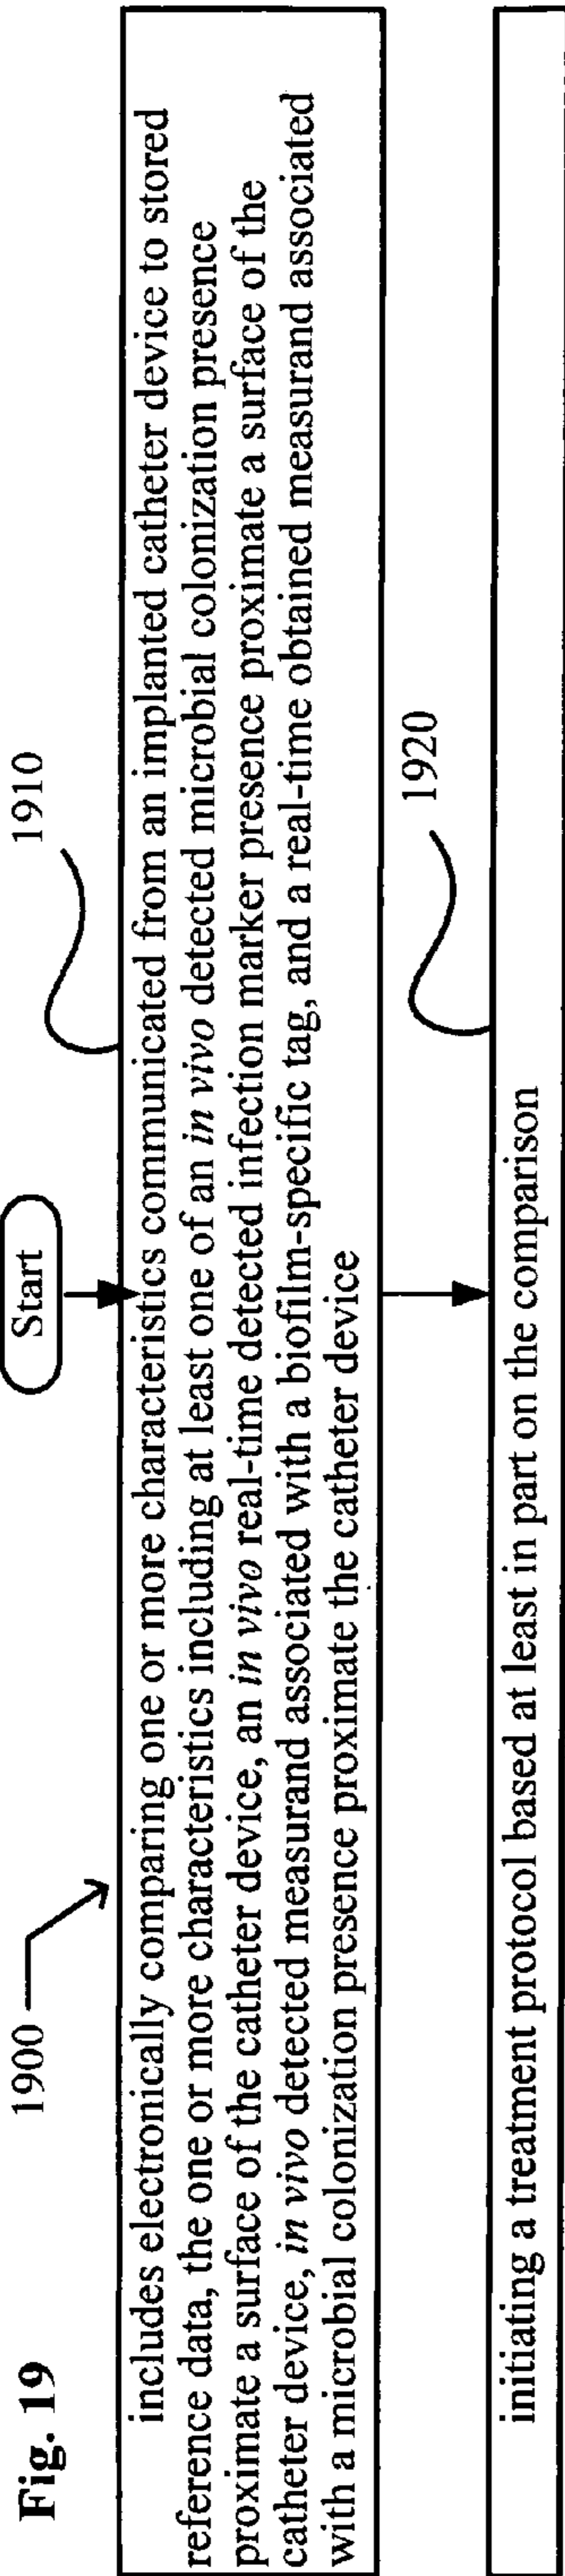 Fig. 19
1900
Start
1910
includes electronically comparing one or more characteristics communicated from an implanted catheter device to stored
reference data, the one or more characteristics including at least one of an in vivo detected microbial colonization presence
proximate a surface of the catheter device, an in vivo real-time detected infection marker presence proximate a surface of the
catheter device, in vivo detected measurand associated with a biofilm-specific tag, and a real-time obtained measurand associated
with a microbial colonization presence proximate the catheter device
1920
initiating a treatment protocol based at least in part on the comparison